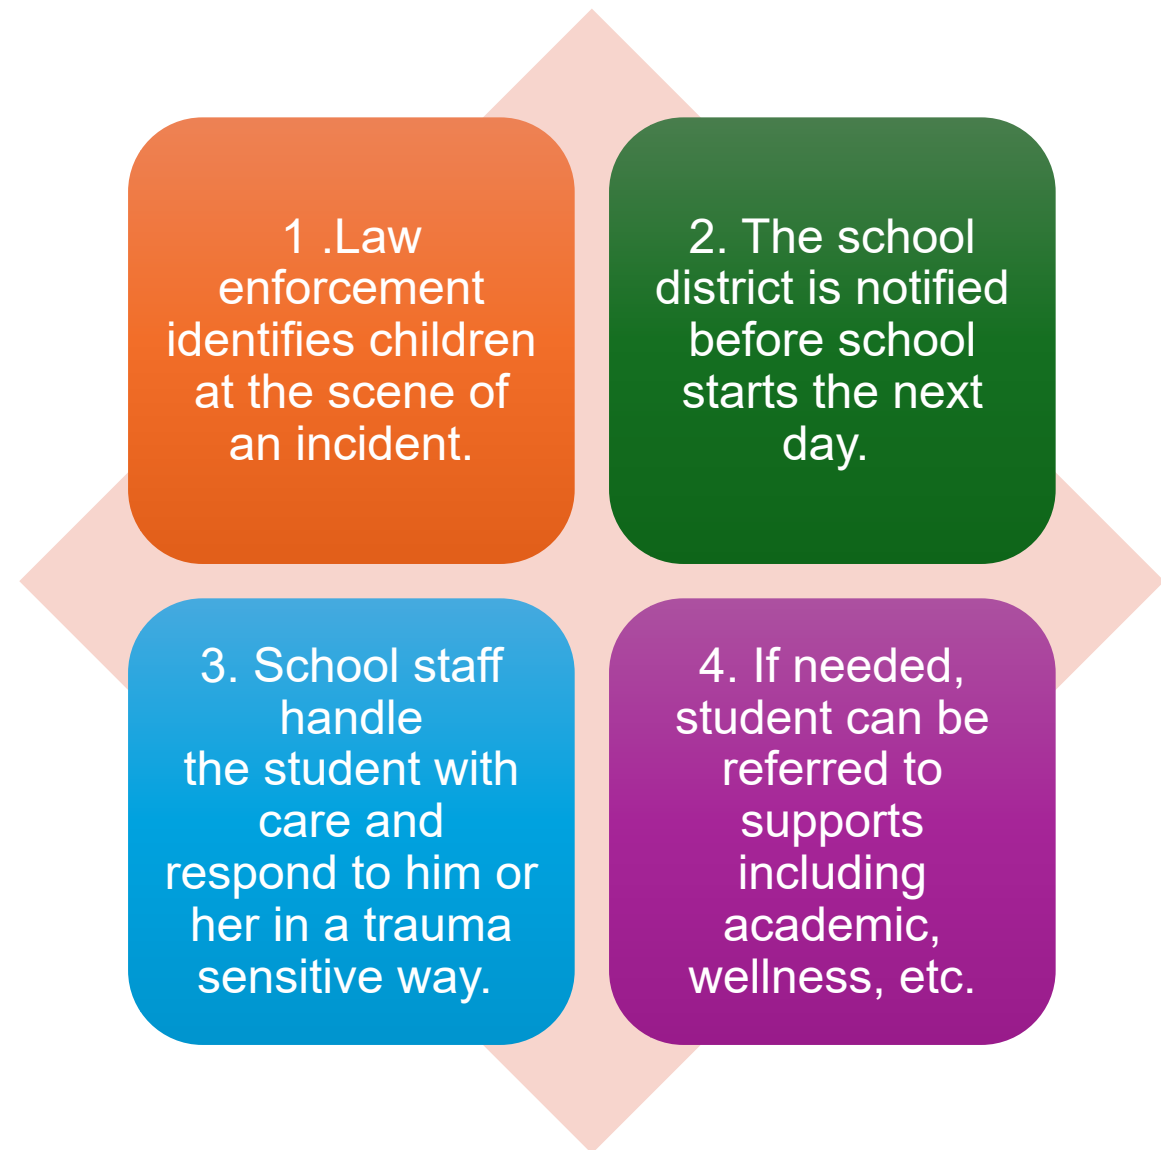 1 .Law
enforcement
identifies children
at the scene of
an incident.
2. The school
district is notified
before school
starts the next
day.
3. School staff
handle
the student with
care and
respond to him or
her in a trauma
sensitive way.
4. If needed,
student can be
referred to
supports
including
academic,
wellness, etc.